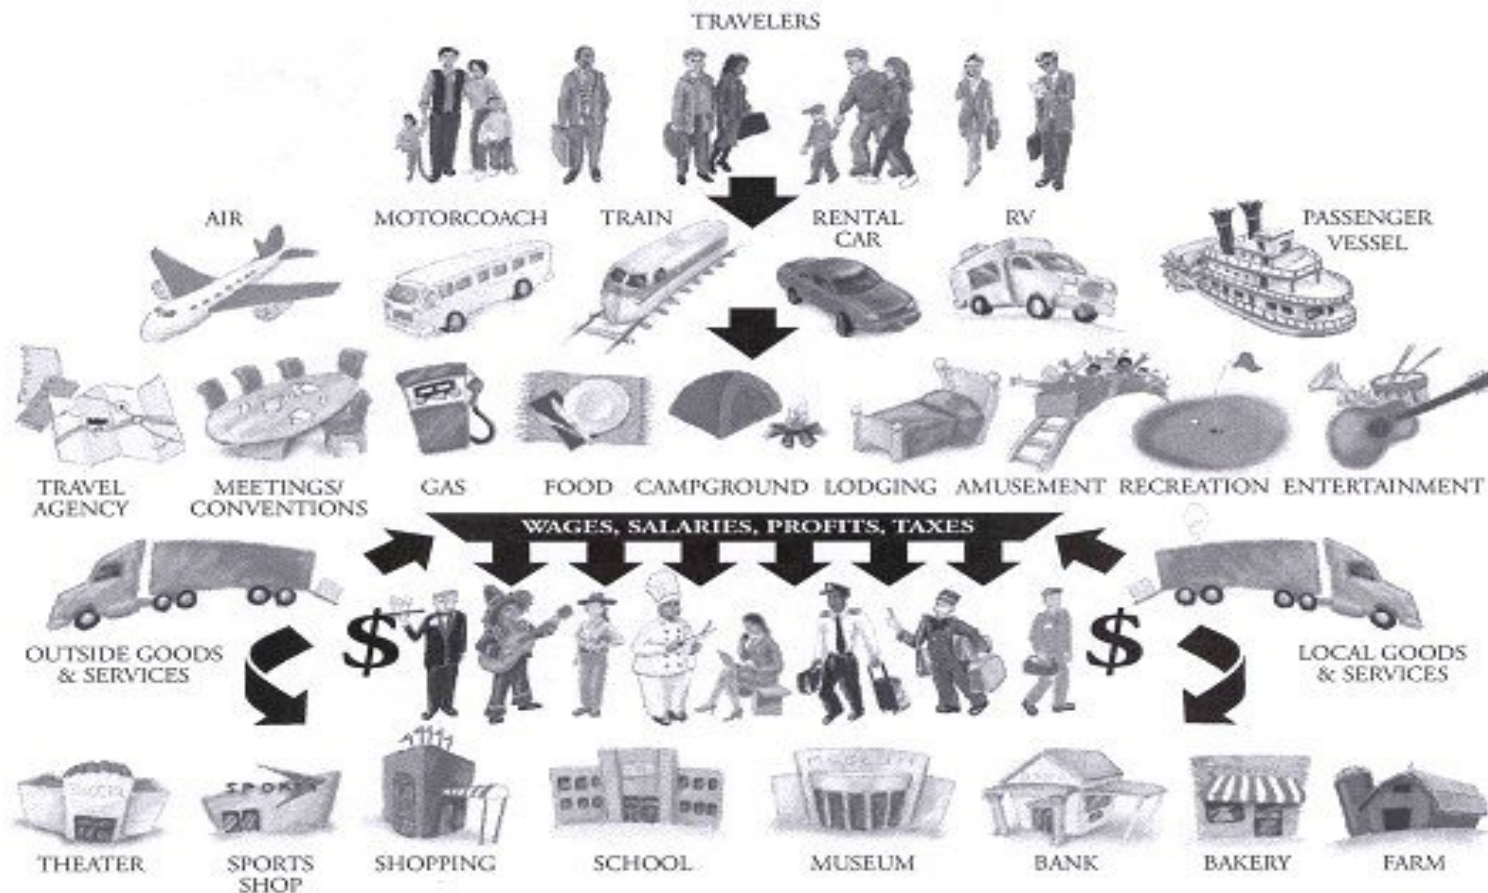 TRAVELERS
AIR
MOTORCOACH
TRAIN
RENTAL
CAR
RV
PASSENGER
VESSEL
TRAVEL
AGENCY
MEETINGS/
CONVENTIONS
GAS
FOOD
CAMPGROUND
LODGING
AMUSEMENT
RECREATION
ENTERTAINMENT
WAGES, SALARIES, PROFITS, TAXES
OUTSIDE GOODS
& SERVICES
$
$
LOCAL GOODS
& SERVICES
SPORTS
THEATER
SPORTS
SHOP
SHOPPING
SCHOOL
MUSEUM
BANK
BAKERY
FARM